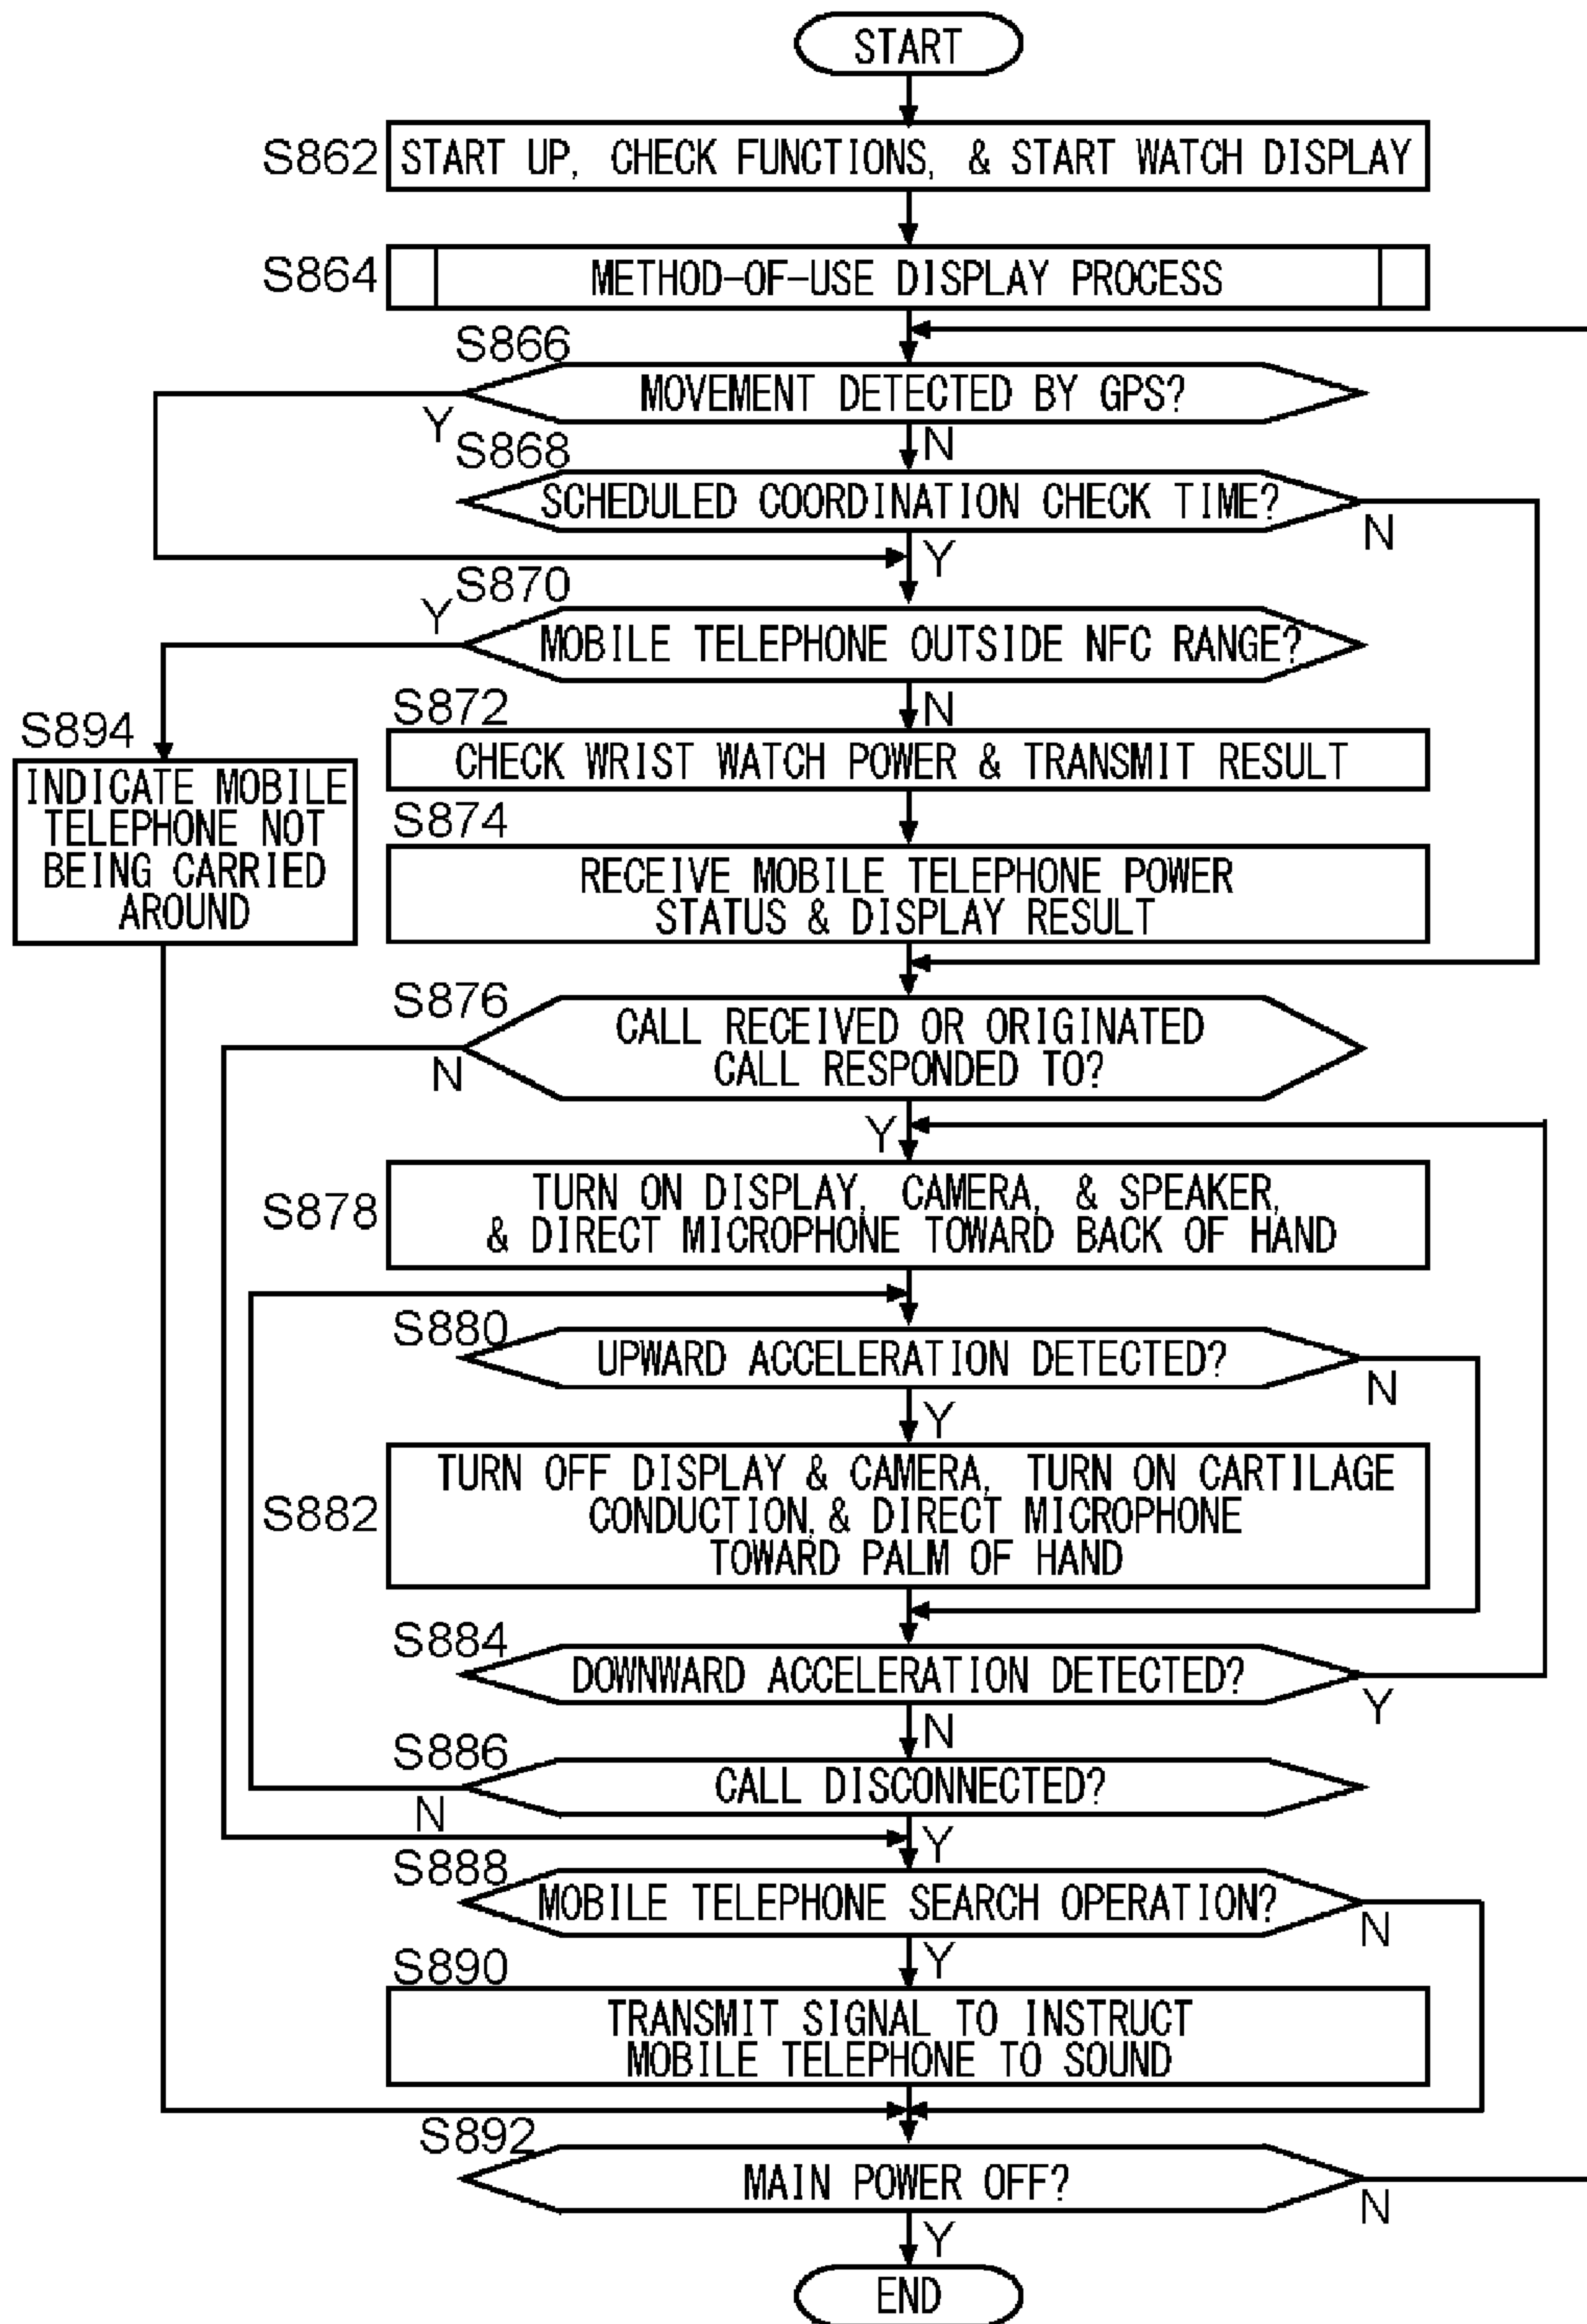 START
S862
START UP, CHECK FUNCTIONS, & START WATCH DISPLAY
S864
METHOD-OF-USE DISPLAY PROCESS
S866
MOVEMENT DETECTED BY GPS?
Y
N
S868
SCHEDULED COORDINATION CHECK TIME?
N
Y
S870
Y
MOBILE TELEPHONE OUTSIDE NFC RANGE?
N
S894
INDICATE MOBILE
TELEPHONE NOT
BEING CARRIED
AROUND
S872
CHECK WRIST WATCH POWER & TRANSMIT RESULT
S874
RECEIVE MOBILE TELEPHONE POWER
STATUS & DISPLAY RESULT
S876
CALL RECEIVED OR ORIGINATED
CALL RESPONDED TO?
N
Y
S878
TURN ON DISPLAY, CAMERA, & SPEAKER,
& DIRECT MICROPHONE TOWARD BACK OF HAND
S880
UPWARD ACCELERATION DETECTED?
N
Y
S882
TURN OFF DISPLAY & CAMERA, TURN ON CARTILAGE
CONDUCTION, & DIRECT MICROPHONE
TOWARD PALM OF HAND
S884
DOWNWARD ACCELERATION DETECTED?
Y
N
S886
CALL DISCONNECTED?
N
Y
S888
MOBILE TELEPHONE SEARCH OPERATION?
N
Y
S890
TRANSMIT SIGNAL TO INSTRUCT
MOBILE TELEPHONE TO SOUND
S892
MAIN POWER OFF?
N
Y
END